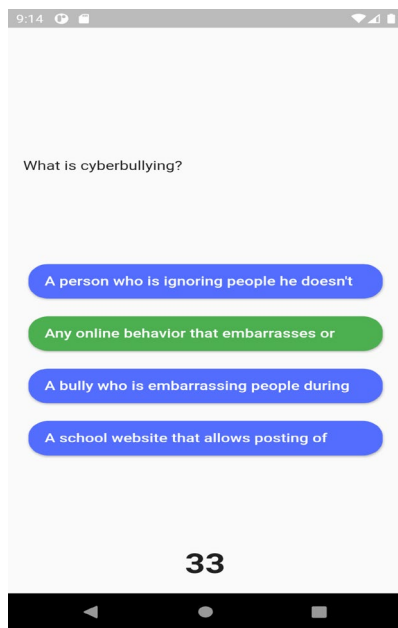 9:14
What is cyberbullying?
A person who is ignoring people he doesn't
Any online behavior that embarrasses or
A bully who is embarrassing people during
A school website that allows posting of
33